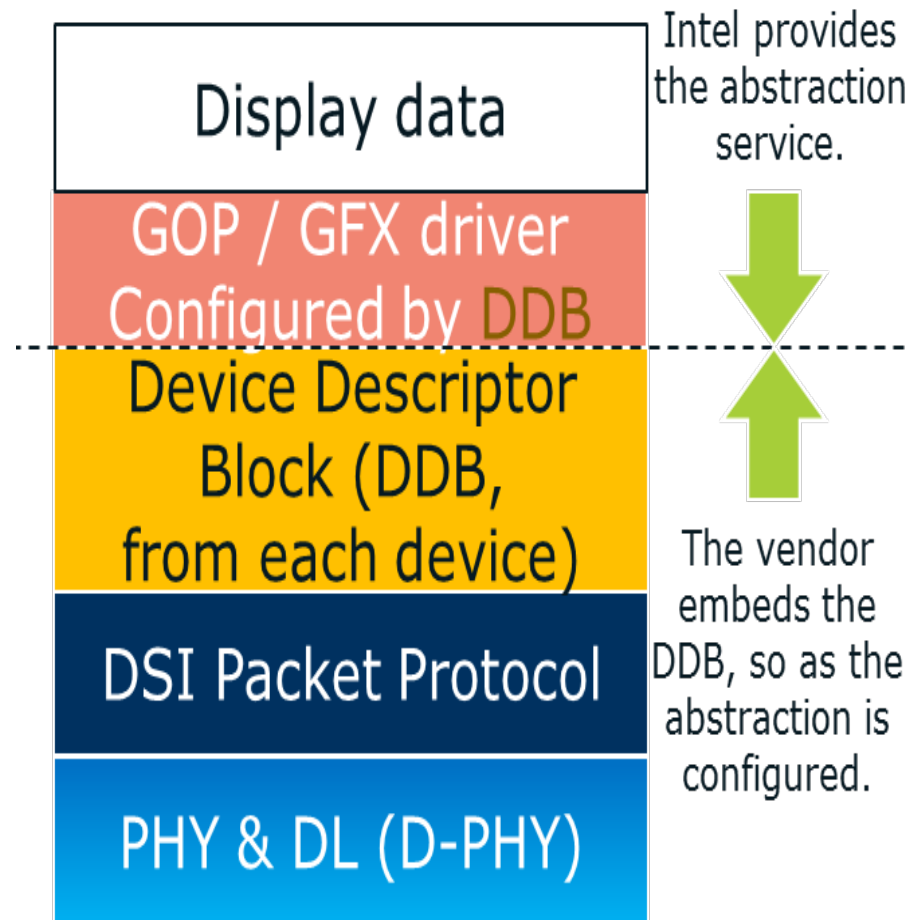 Display data
GOP / GFX driver
Configured by DDB
Device Descriptor
Block (DDB,
from each device)
DSI Packet Protocol
PHY & DL (D-PHY)
Intel provides
the abstraction
service.
The vendor
embeds the
DDB, so as the
abstraction is
configured.